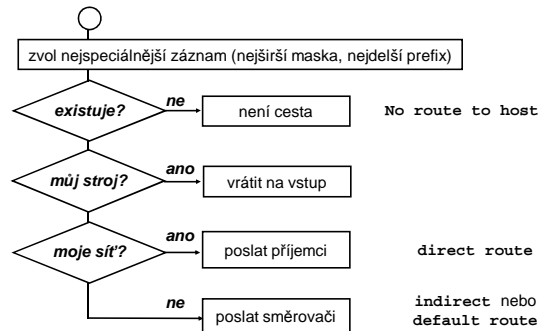 zvol nejspeciálnější záznam (nejširší maska, nejdelší prefix)
existuje?
ne
není cesta
No route to host
můj stroj?
ano
vrátit na vstup
moje síť?
ano
poslat příjemci
direct route
ne
poslat směrovači
indirect nebo
default route